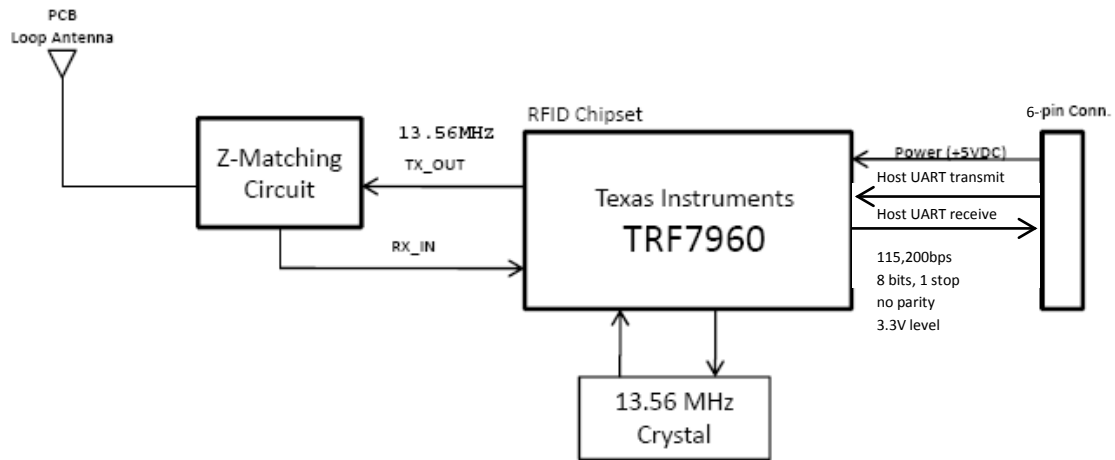 PCB
Loop Antenna
Z-Matching
Circuit
13.56MHz
TX_OUT
RX_IN
RFID Chipset
Texas Instruments
TRF7960
13.56 MHz
Crystal
6-pin Conn.
Power (+5VDC)
Host UART transmit
Host UART receive
115,200bps
8 bits, 1 stop
no parity
3.3V level